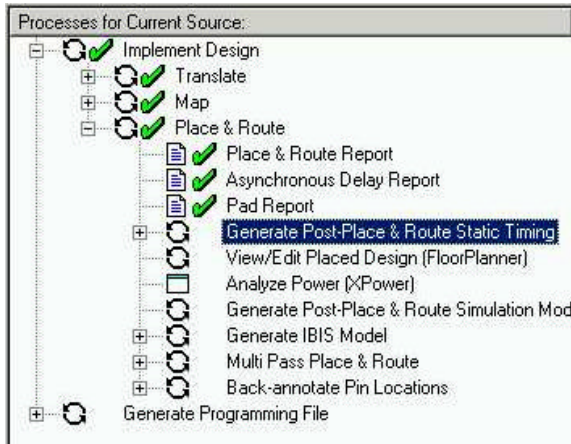 Processes for Current Source:
Implement Design
Translate
Map
Place & Route
Place & Route Report
Asynchronous Delay Report
Pad Report
Generate Post-Place & Route Static Timing
View/Edit Placed Design (FloorPlanner)
Analyze Power (XPower)
Generate Post-Place & Route Simulation Mod
Generate IBIS Model
Multi Pass Place & Route
Back-annotate Pin Locations
Generate Programming File